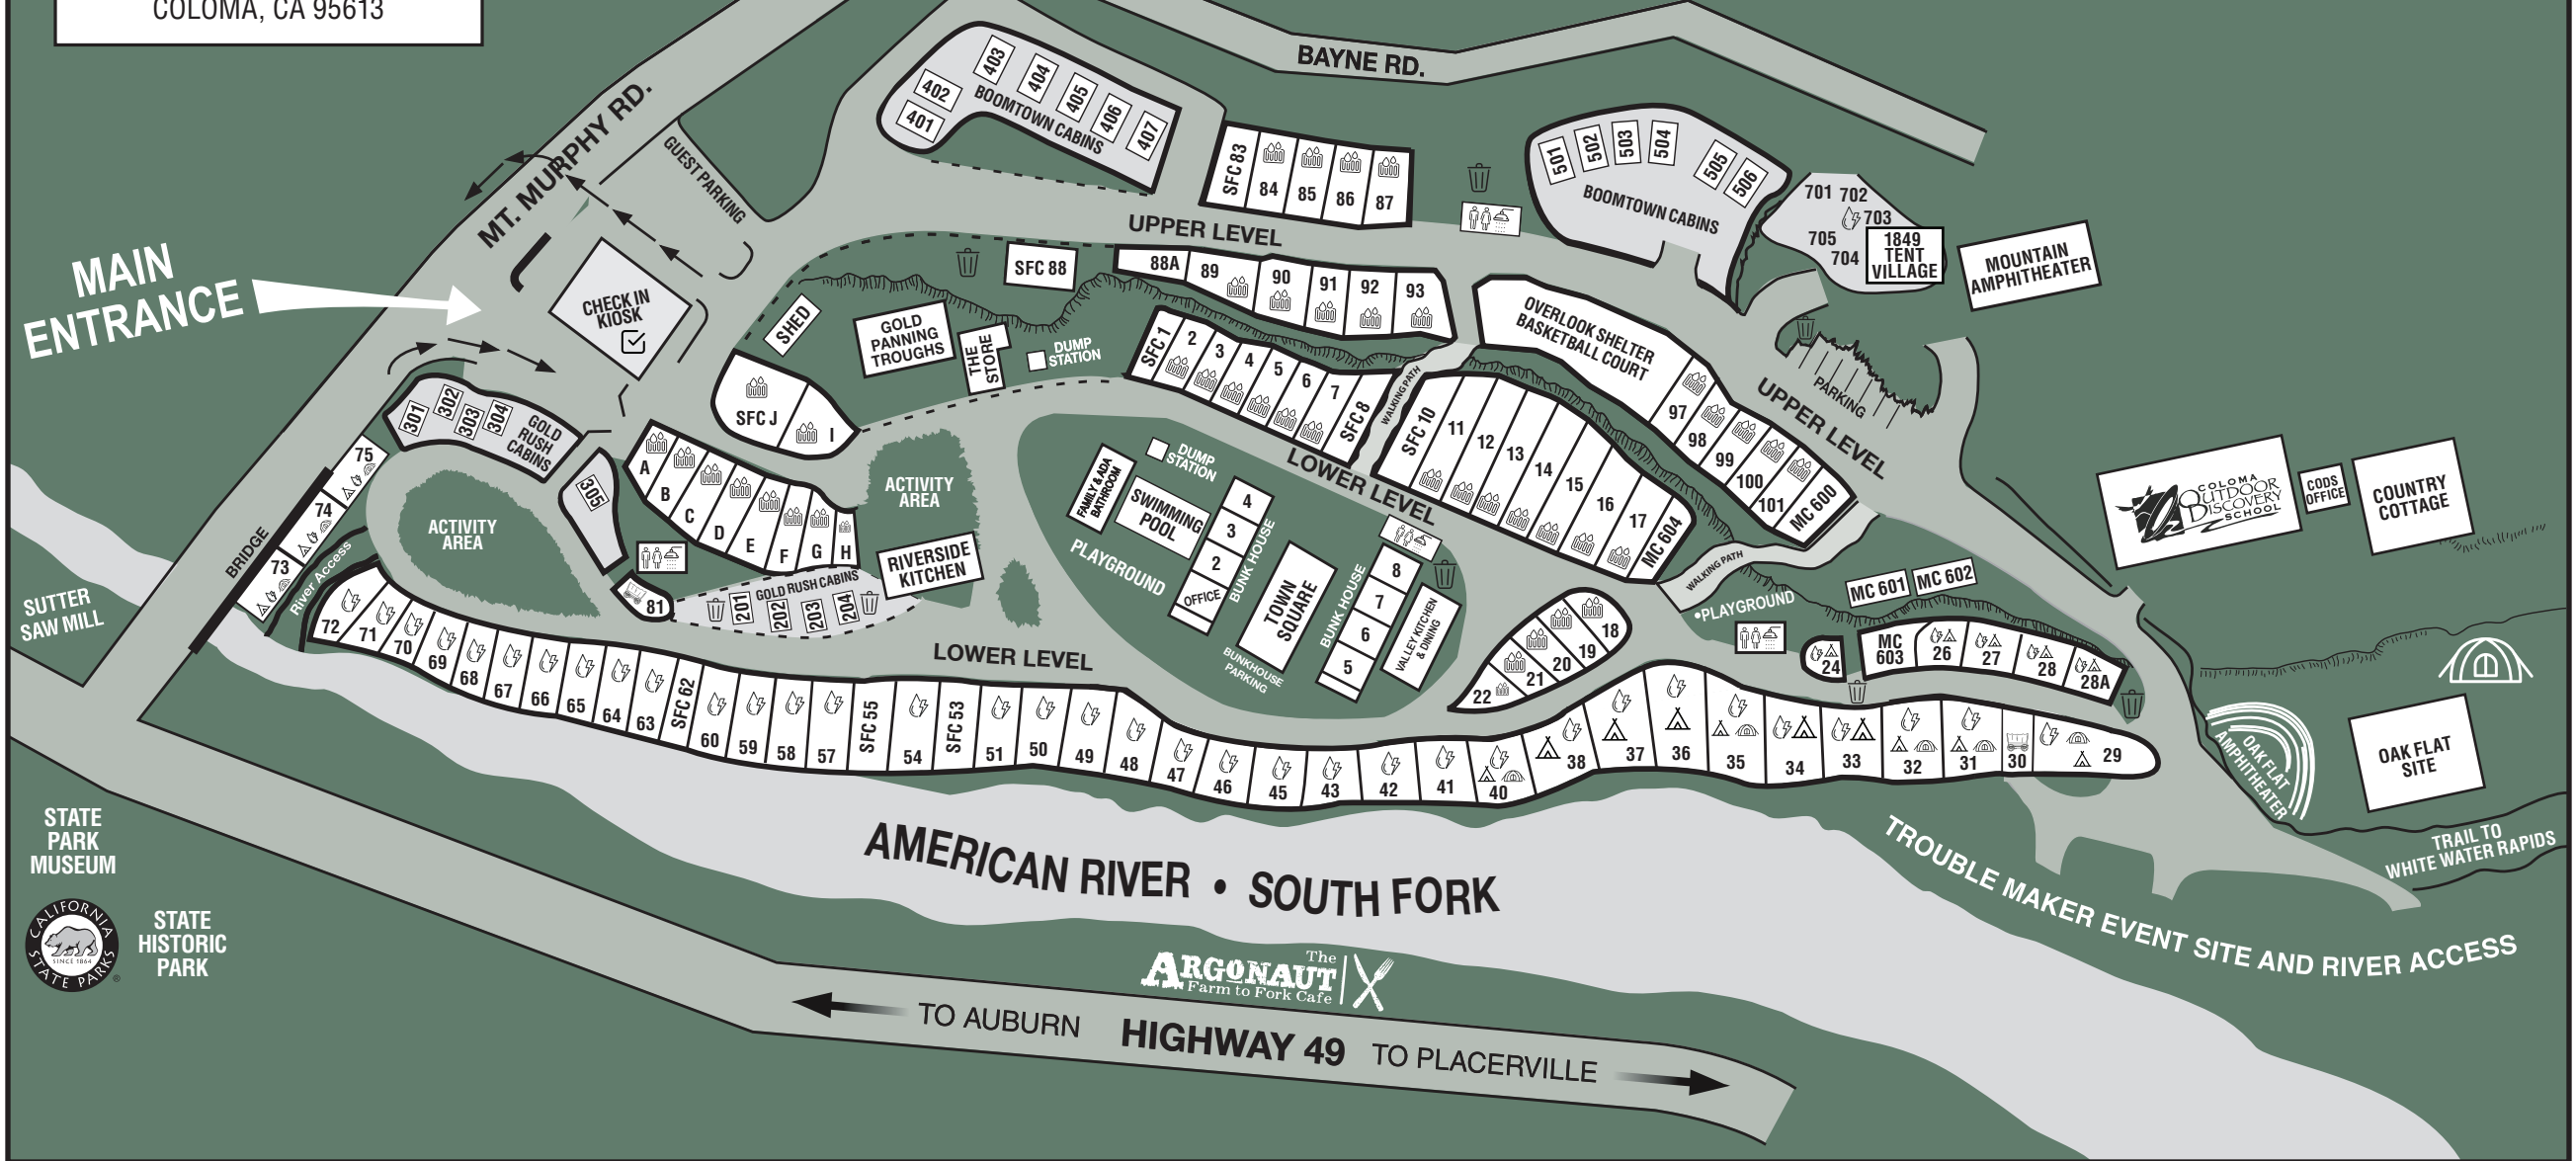 COLOMA, CA 95613
BAYNE RD.
MT. MURPHY RD.
GUEST PARKING
MAIN
ENTRANCE
CHECK IN
KIOSK
401
402
403
404
405
406
407
BOOMTOWN CABINS
SFC 83
84
85
86
87
UPPER LEVEL
501
502
503
504
505
506
BOOMTOWN CABINS
701 702
703
705
704
1849
TENT
VILLAGE
MOUNTAIN
AMPHITHEATER
SHED
GOLD
PANNING
TROUGHS
THE
STORE
DUMP
STATION
SFC 88
88A
89
90
91
92
93
OVERLOOK SHELTER
BASKETBALL COURT
97
98
99
100
101
MC 600
UPPER LEVEL
PARKING
SFC 1
2
3
4
5
6
7
SFC 8
WALKING PATH
SFC 10
11
12
13
14
15
16
17
MC 604
WALKING PATH
LOWER LEVEL
301
302
303
304
GOLD
RUSH
CABINS
305
SFC J
I
A
B
C
D
E
F
G
H
ACTIVITY
AREA
ACTIVITY
AREA
RIVERSIDE
KITCHEN
81
GOLD RUSH CABINS
201
202
203
204
75
74
73
BRIDGE
River Access
SUTTER
SAW MILL
FAMILY & ADA
BATHROOM
DUMP
STATION
SWIMMING
POOL
PLAYGROUND
4
3
2
OFFICE
BUNK HOUSE
TOWN
SQUARE
BUNKHOUSE
PARKING
BUNK HOUSE
8
7
6
5
VALLEY KITCHEN
& DINING
18
19
20
21
22
•PLAYGROUND
MC 601
MC 602
24
MC
603
26
27
28
28A
COLOMA
OUTDOOR
DISCOVERY
SCHOOL
CODS
OFFICE
COUNTRY
COTTAGE
LOWER LEVEL
72
71
70
69
68
67
66
65
64
63
SFC 62
60
59
58
57
SFC 55
54
SFC 53
51
50
49
48
47
46
45
43
42
41
40
38
37
36
35
34
33
32
31
30
29
OAK FLAT
AMPHITHEATER
OAK FLAT
SITE
TRAIL TO
WHITE WATER RAPIDS
TROUBLE MAKER EVENT SITE AND RIVER ACCESS
AMERICAN RIVER • SOUTH FORK
STATE
PARK
MUSEUM
CALIFORNIA
SINCE 1864
STATE PARKS
®
STATE
HISTORIC
PARK
The
ARGONAUT
Farm to Fork Cafe
TO AUBURN HIGHWAY 49 TO PLACERVILLE